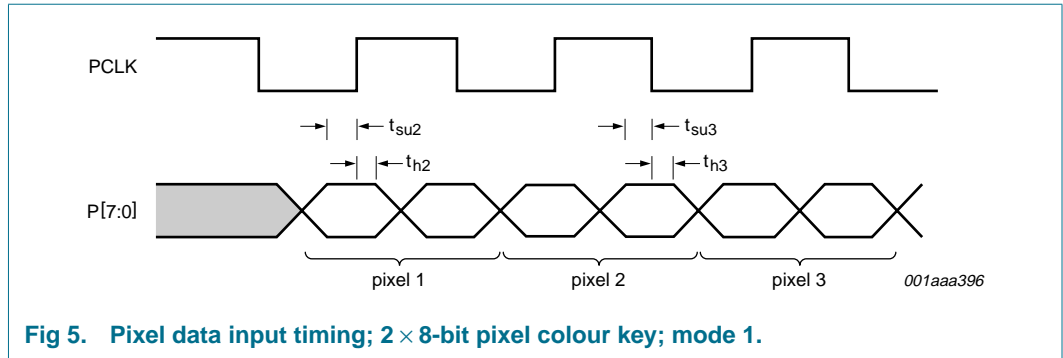 PCLK
tsu2
tsu3
th2
th3
P[7:0]
pixel 1
pixel 2
pixel 3
001aaa396
Fig 5. Pixel data input timing; 2 × 8-bit pixel colour key; mode 1.